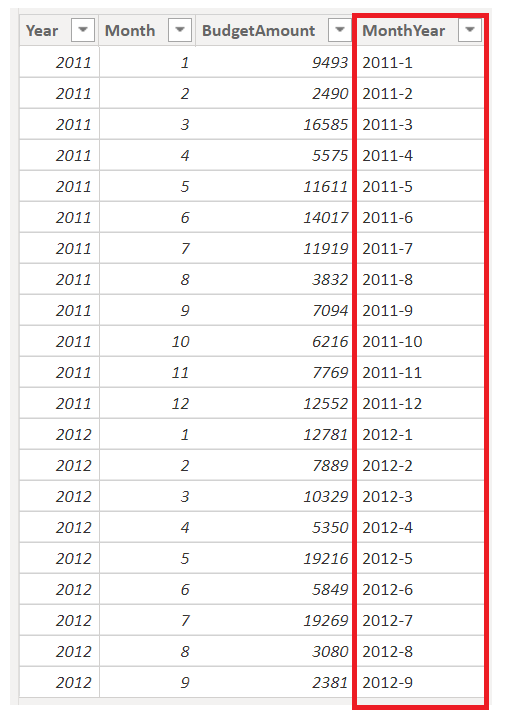 Year Month BudgetAmount MonthYear
2011 1 9493 2011-1
2011 2 2490 2011-2
2011 3 16585 2011-3
2011 4 5575 2011-4
2011 5 11611 2011-5
2011 6 14017 2011-6
2011 7 11919 2011-7
2011 8 3832 2011-8
2011 9 7094 2011-9
2011 10 6216 2011-10
2011 11 7769 2011-11
2011 12 12552 2011-12
2012 1 12781 2012-1
2012 2 7889 2012-2
2012 3 10329 2012-3
2012 4 5350 2012-4
2012 5 19216 2012-5
2012 6 5849 2012-6
2012 7 19269 2012-7
2012 8 3080 2012-8
2012 9 2381 2012-9